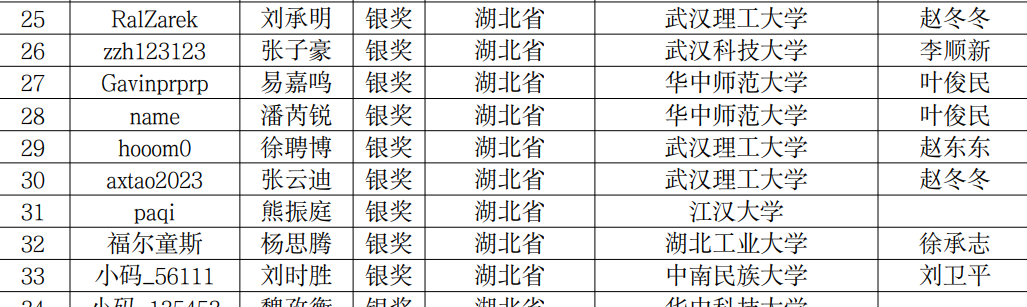 25 RalZarek 刘承明 银奖 湖北省 武汉理工大学 赵冬冬
26 zzh123123 张子豪 银奖 湖北省 武汉科技大学 李顺新
27 Gavinprprp 易嘉鸣 银奖 湖北省 华中师范大学 叶俊民
28 name 潘芮锐 银奖 湖北省 华中师范大学 叶俊民
29 hooom0 徐聘博 银奖 湖北省 武汉理工大学 赵东东
30 axtao2023 张云迪 银奖 湖北省 武汉理工大学 赵冬冬
31 paqi 熊振庭 银奖 湖北省 江汉大学
32 福尔童斯 杨思腾 银奖 湖北省 湖北工业大学 徐承志
33 小码_56111 刘时胜 银奖 湖北省 中南民族大学 刘卫平